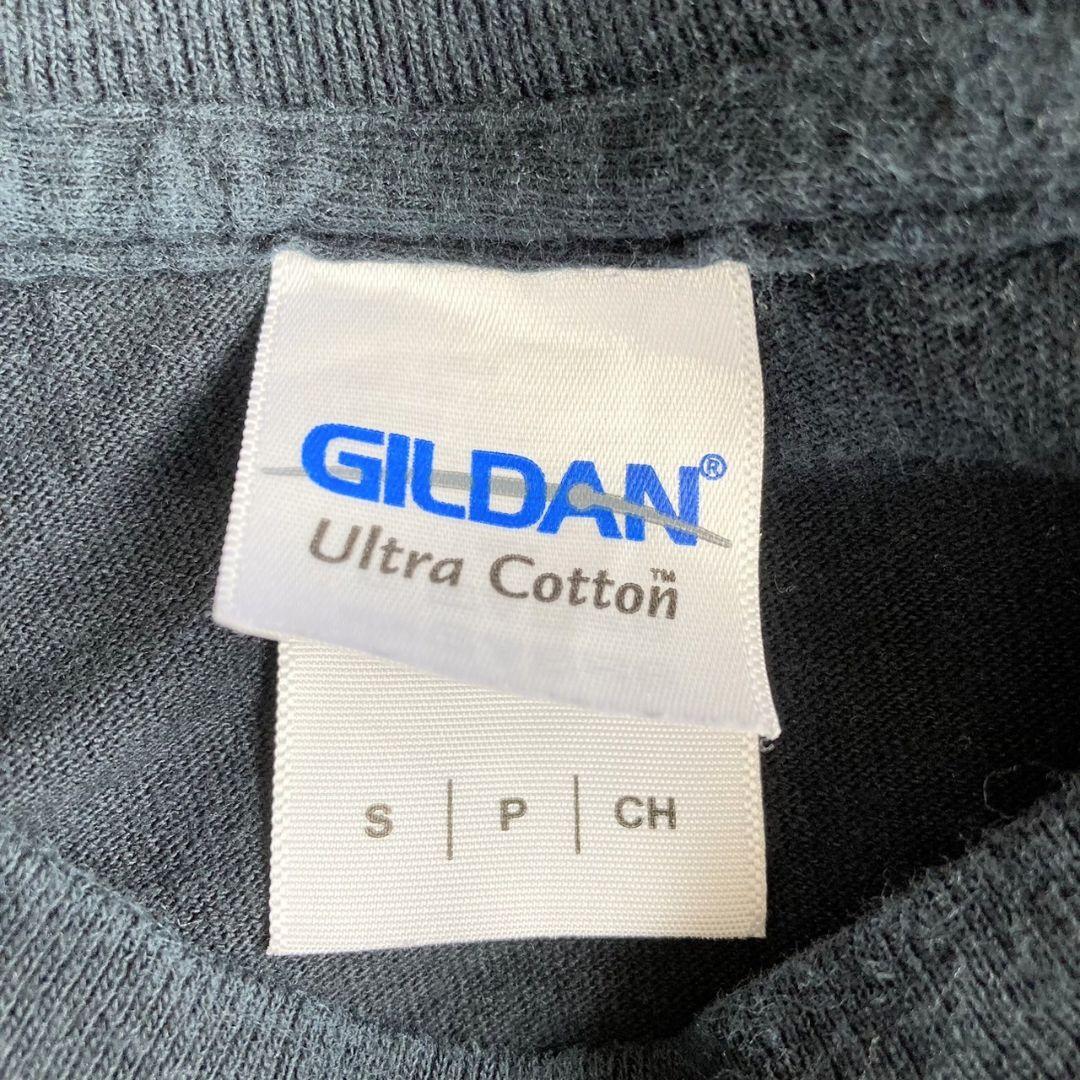 GILDAN®
Ultra Cotton™
S | P | CH